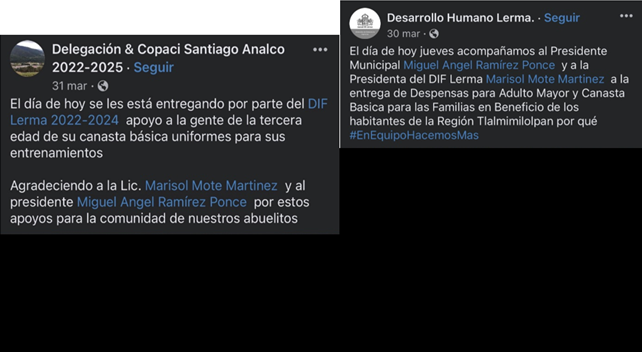 Delegación & Copaci Santiago Analco
2022-2025 · Seguir
31 mar ·
El día de hoy se les está entregando por parte del DIF
Lerma 2022-2024 apoyo a la gente de la tercera
edad de su canasta básica uniformes para sus
entrenamientos
Agradeciendo a la Lic. Marisol Mote Martinez y al
presidente Miguel Angel Ramírez Ponce por estos
apoyos para la comunidad de nuestros abuelitos
Desarrollo Humano Lerma. · Seguir
30 mar ·
El día de hoy jueves acompañamos al Presidente
Municipal Miguel Angel Ramírez Ponce y a la
Presidenta del DIF Lerma Marisol Mote Martinez a la
entrega de Despensas para Adulto Mayor y Canasta
Basica para las Familias en Beneficio de los
habitantes de la Región Tlalmimilolpan por qué
#EnEquipoHacemosMas